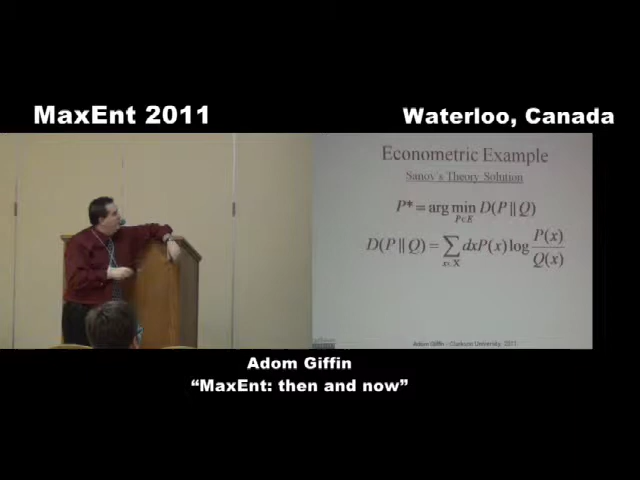 MaxEnt 2011
Waterloo, Canada
Econometric Example
Sanov's Theory Solution
P* = arg min D(P || Q)
P∈E
D(P || Q) = ∑ dxP(x) log P(x)/Q(x)
x∈X
Adom Giffin – Clarkson University 2011
Adom Giffin
“MaxEnt: then and now”